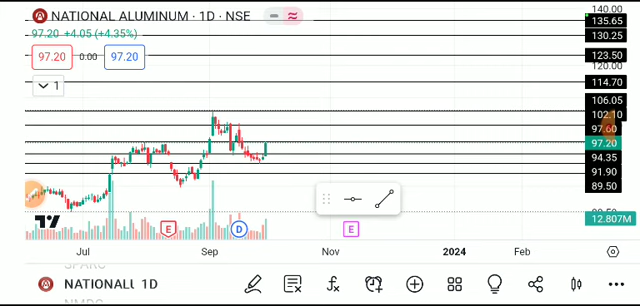 NATIONAL ALUMINUM · 1D · NSE
97.20 +4.05 (+4.35%)
97.20 0.00 97.20
1
140.00
135.65
130.25
123.50
120.00
114.70
106.05
102.10
97.60
97.20
94.35
91.90
89.50
12.807M
E D E
Jul Sep Nov 2024 Feb
SPARC
NATIONALU 1D
NMDC